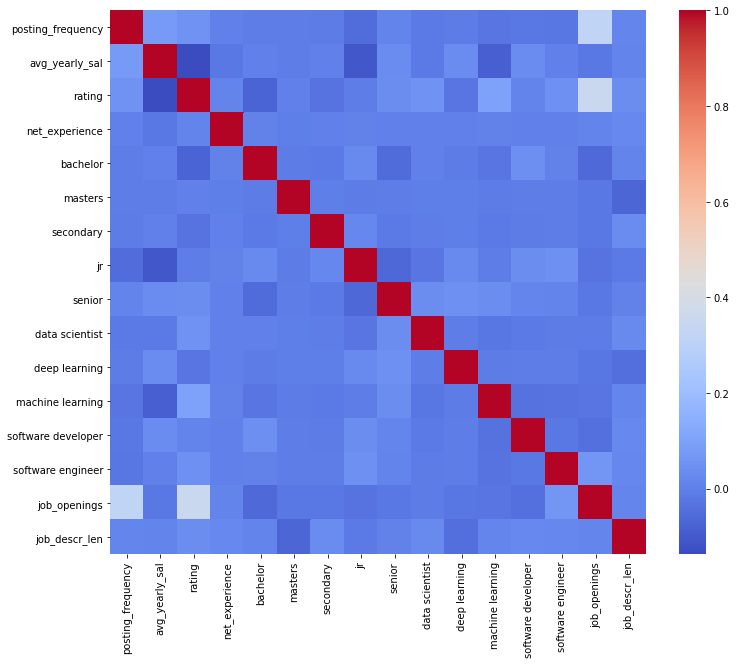 posting_frequency
avg_yearly_sal
rating
net_experience
bachelor
masters
secondary
jr
senior
data scientist
deep learning
machine learning
software developer
software engineer
job_openings
job_descr_len
posting_frequency
avg_yearly_sal
rating
net_experience
bachelor
masters
secondary
jr
senior
data scientist
deep learning
machine learning
software developer
software engineer
job_openings
job_descr_len
1.0
0.8
0.6
0.4
0.2
0.0